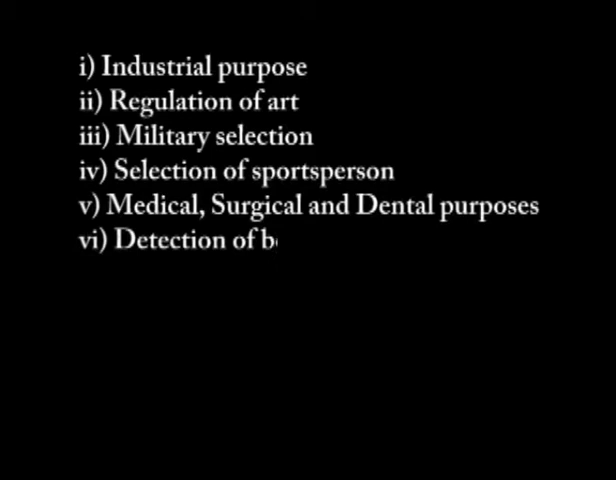 i) Industrial purpose
ii) Regulation of art
iii) Military selection
iv) Selection of sportsperson
v) Medical, Surgical and Dental purposes
vi) Detection of